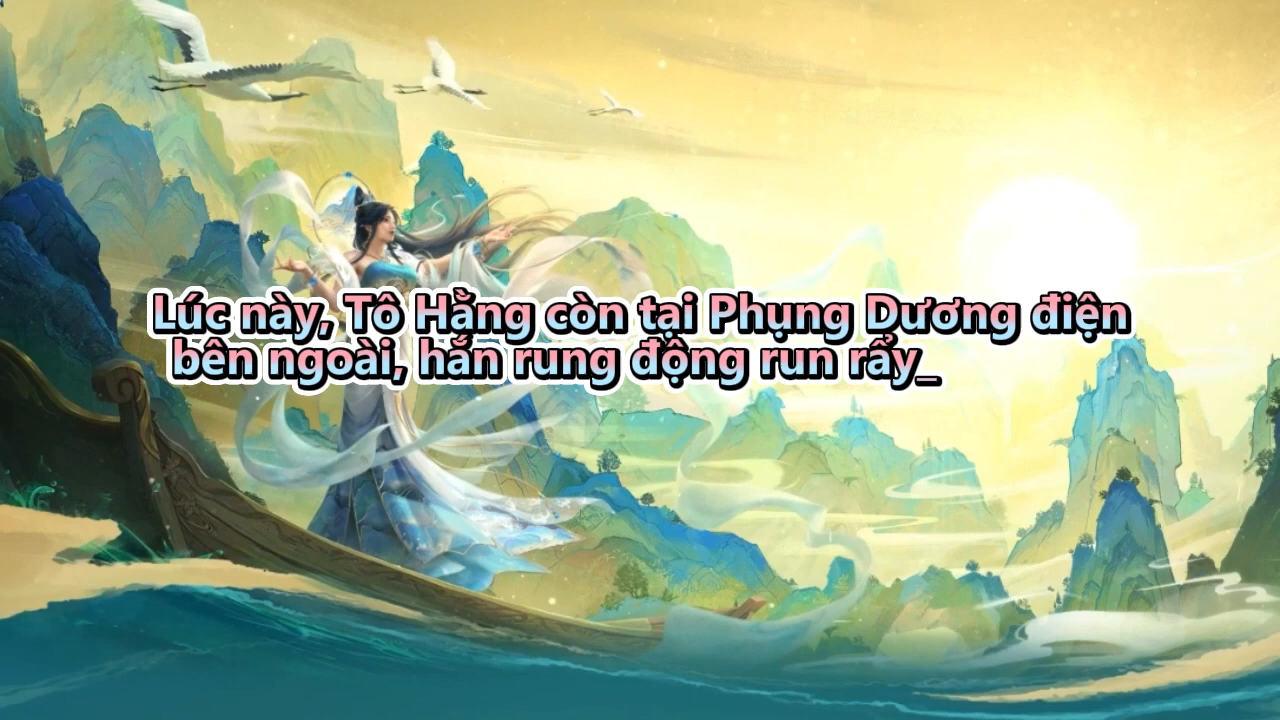 Lúc này, Tô Hằng còn tại Phụng Dương điện
bên ngoài, hắn rung động run rẩy_